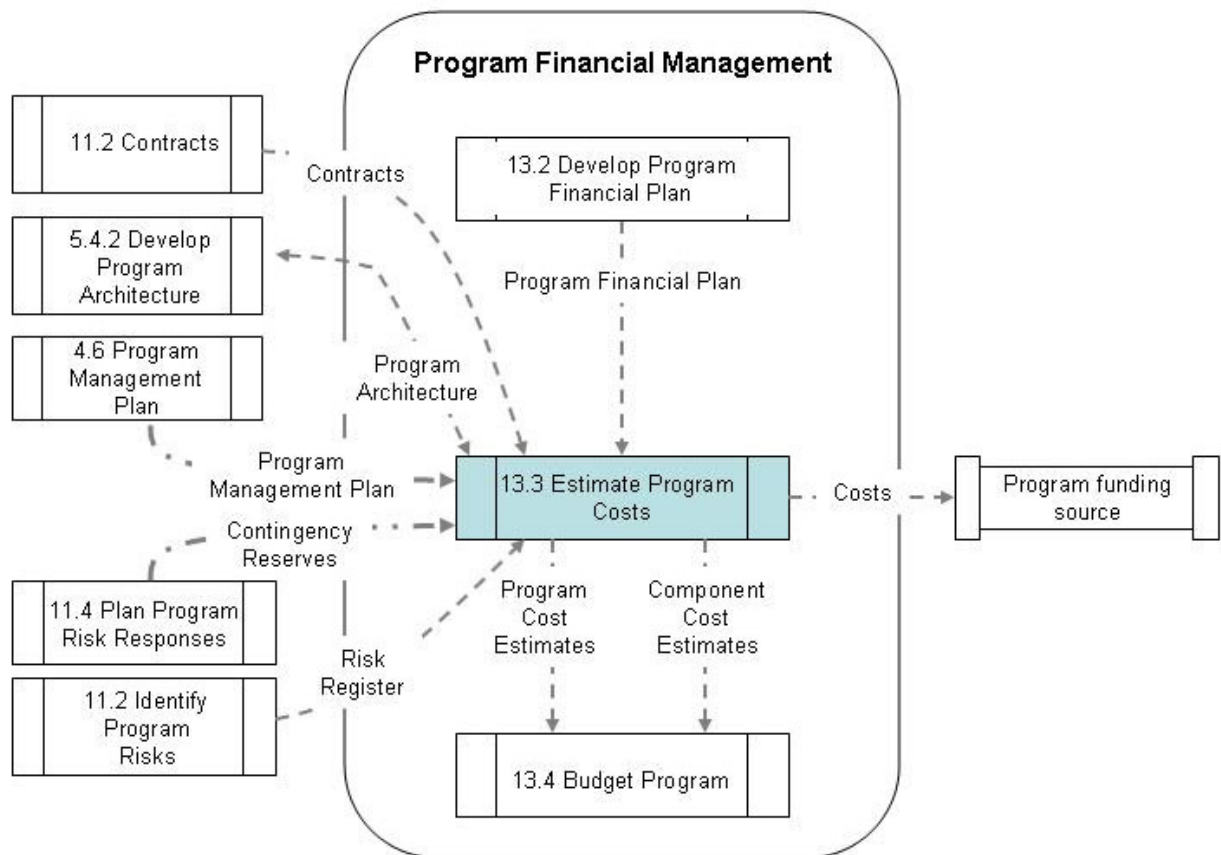 Program Financial Management
11.2 Contracts
Contracts
13.2 Develop Program
Financial Plan
5.4.2 Develop
Program
Architecture
Program Financial Plan
4.6 Program
Management
Plan
Program
Architecture
Program
Management Plan
13.3 Estimate Program
Costs
Costs
Program funding
source
Contingency
Reserves
11.4 Plan Program
Risk Responses
Program
Cost
Estimates
Component
Cost
Estimates
Risk
Register
11.2 Identify
Program
Risks
13.4 Budget Program